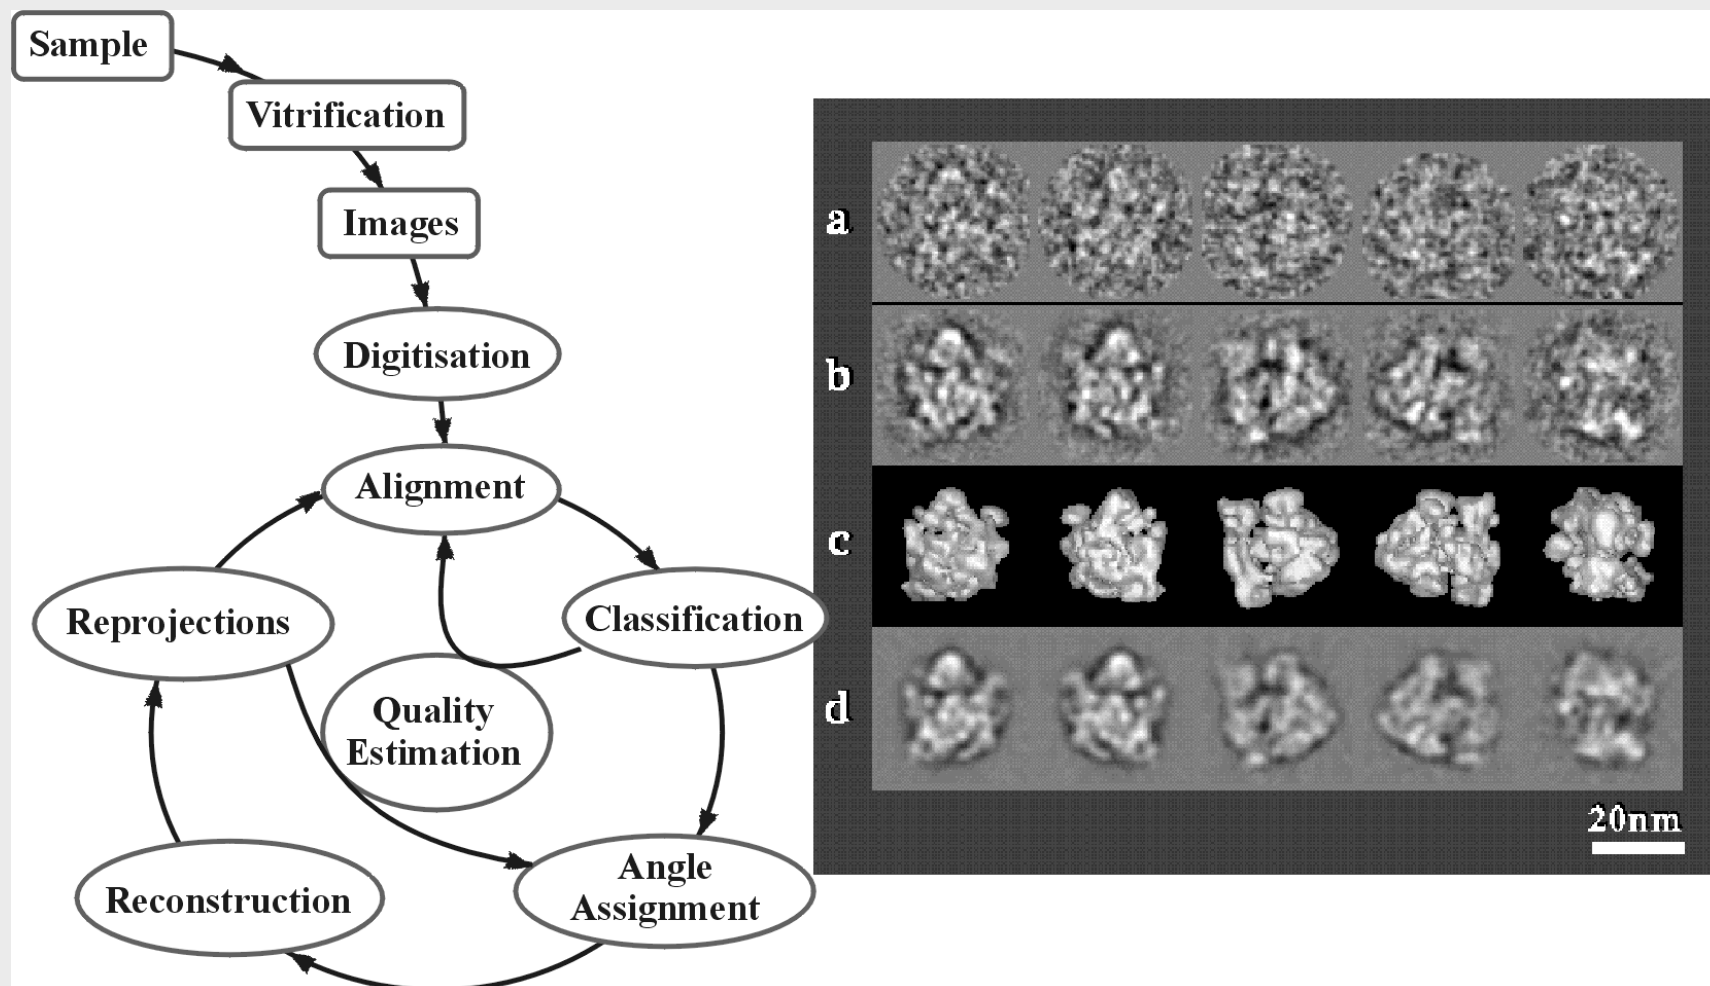 Sample
Vitrification
Images
Digitisation
Alignment
Reprojections
Classification
Quality
Estimation
Angle
Assignment
Reconstruction
a
b
c
d
20nm